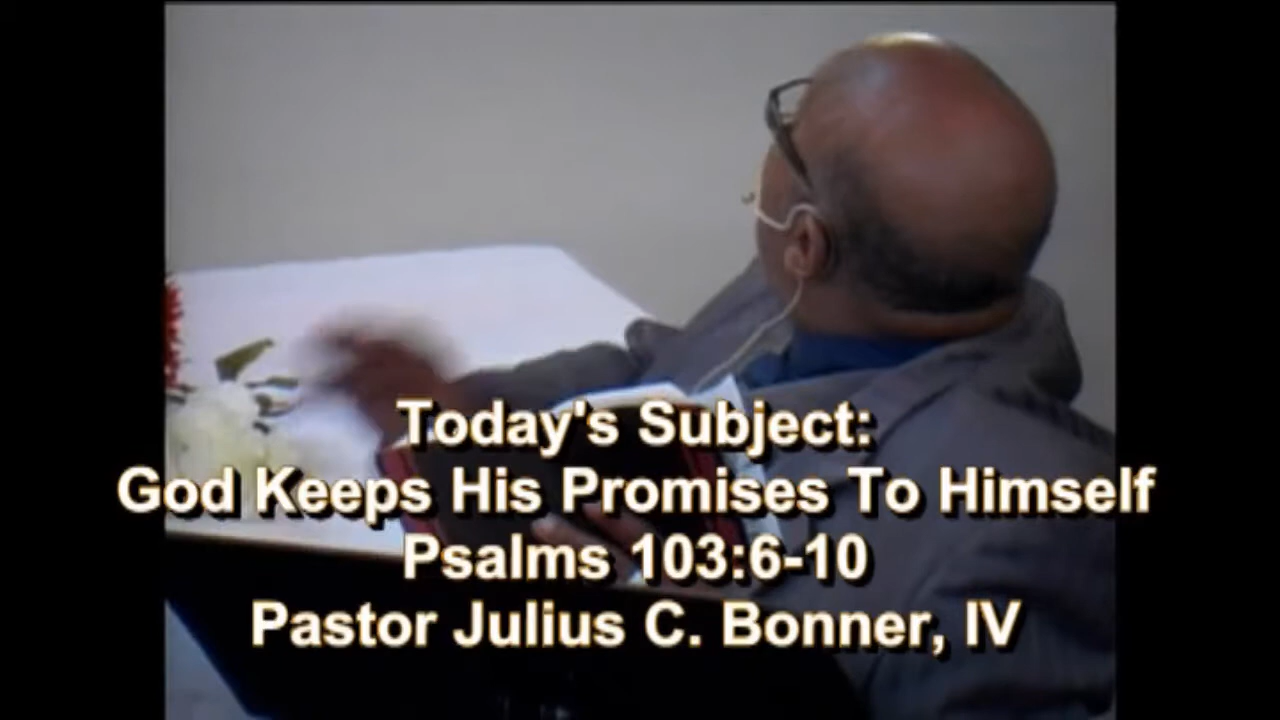 Today's Subject:
God Keeps His Promises To Himself
Psalms 103:6-10
Pastor Julius C. Bonner, IV